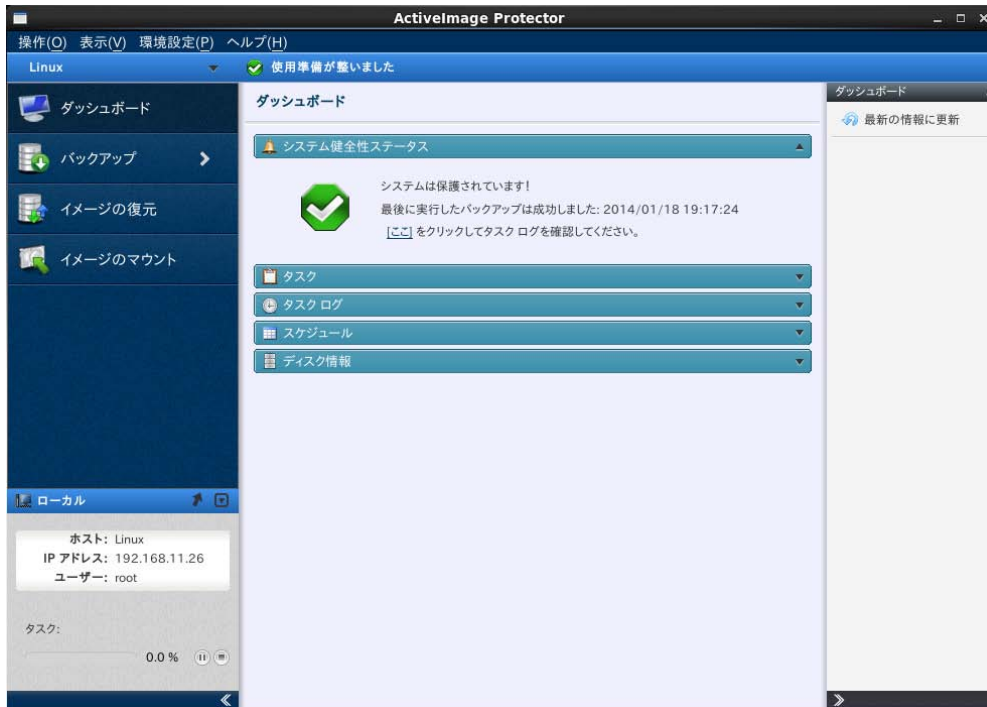 ActiveImage Protector
操作(O) 表示(V) 環境設定(P) ヘルプ(H)
Linux
使用準備が整いました
ダッシュボード
バックアップ
イメージの復元
イメージのマウント
ダッシュボード
システム健全性ステータス
システムは保護されています!
最後に実行したバックアップは成功しました: 2014/01/18 19:17:24
[ここ] をクリックしてタスク ログを確認してください。
タスク
タスク ログ
スケジュール
ディスク情報
ダッシュボード
最新の情報に更新
ローカル
ホスト: Linux
IP アドレス: 192.168.11.26
ユーザー: root
タスク:
0.0 %